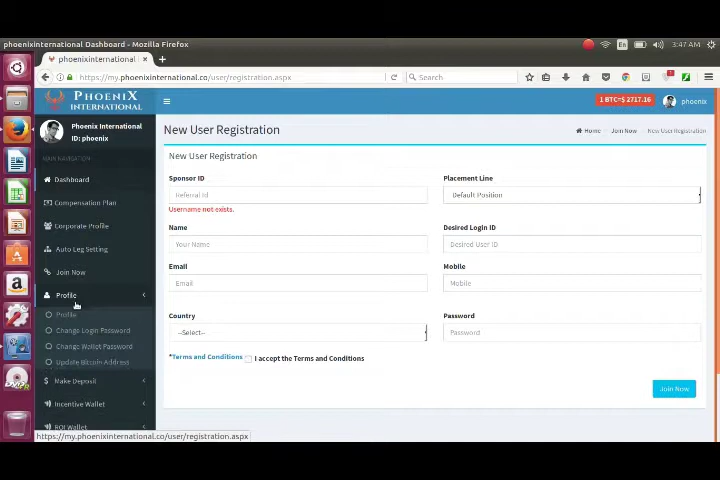 phoenixinternational Dashboard - Mozilla Firefox
En
3:47 AM
phoenixinternational D
https://my.phoenixinternational.co/user/registration.aspx
Search
PHOENIX
INTERNATIONAL
1 BTC=$ 2717.16
phoenix
Phoenix International
ID: phoenix
MAIN NAVIGATION
Dashboard
Compensation Plan
Corporate Profile
Auto Leg Setting
Join Now
Profile
Profile
Change Login Password
Change Wallet Password
Update Bitcoin Address
Make Deposit
Incentive Wallet
ROI Wallet
https://my.phoenixinternational.co/user/registration.aspx
New User Registration
Home
Join Now
New User Registration
New User Registration
Sponsor ID
Placement Line
Referral Id
Default Position
Username not exists.
Name
Desired Login ID
Your Name
Desired User ID
Email
Mobile
Email
Mobile
Country
Password
--Select--
Password
*Terms and Conditions
I accept the Terms and Conditions
Join Now